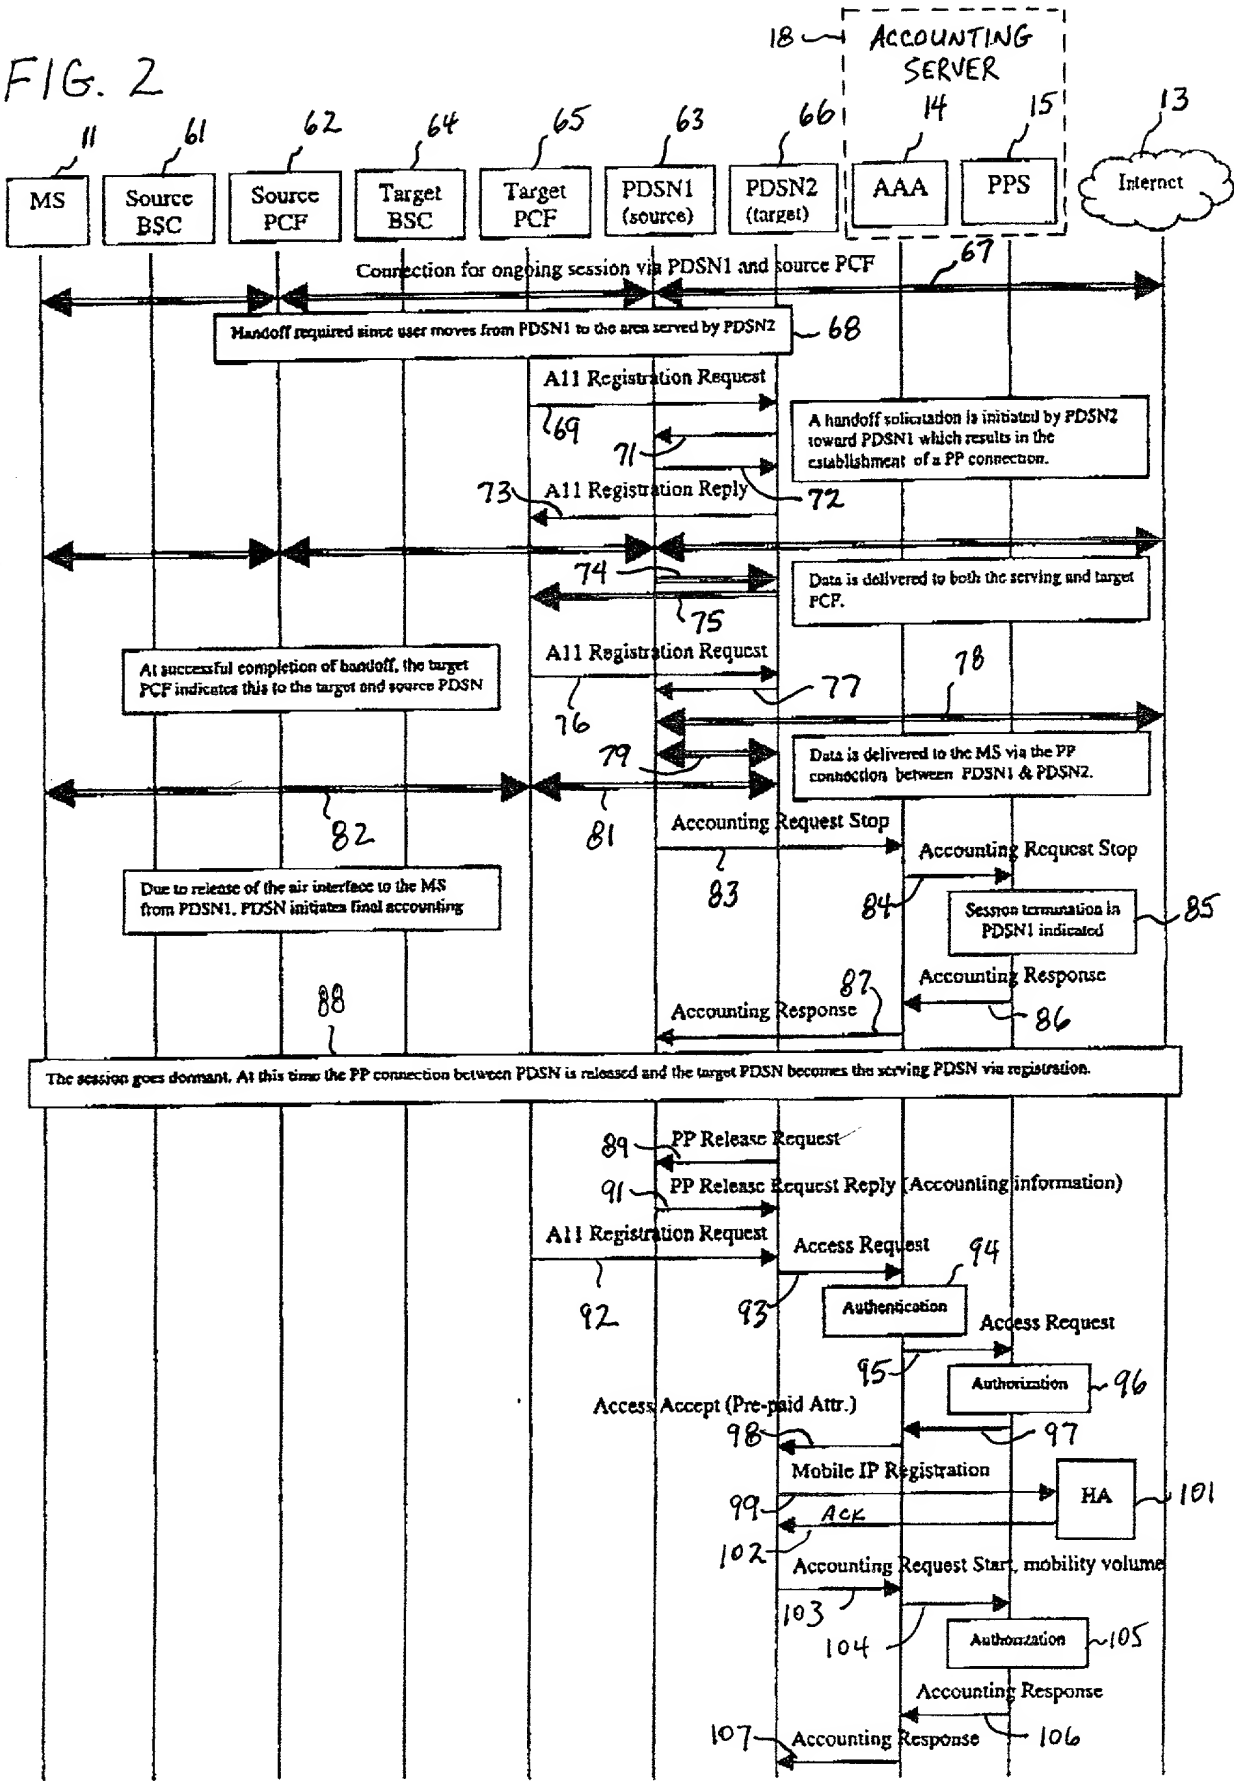 FIG. 2
18
ACCOUNTING
SERVER
11
61
62
64
65
63
66
14
15
13
MS
Source
BSC
Source
PCF
Target
BSC
Target
PCF
PDSN1
(source)
PDSN2
(target)
AAA
PPS
Internet
Connection for ongoing session via PDSN1 and source PCF
67
Handoff required since user moves from PDSN1 to the area served by PDSN2
68
A11 Registration Request
69
A handoff solicitation is initiated by PDSN2
toward PDSN1 which results in the
establishment of a PP connection.
71
72
A11 Registration Reply
73
74
Data is delivered to both the serving and target
PCF.
75
At successful completion of handoff, the target
PCF indicates this to the target and source PDSN
A11 Registration Request
76
77
78
79
Data is delivered to the MS via the PP
connection between PDSN1 & PDSN2.
82
81
Accounting Request Stop
83
Accounting Request Stop
84
Due to release of the air interface to the MS
from PDSN1, PDSN initiates final accounting
Session termination in
PDSN1 indicated
85
Accounting Response
86
Accounting Response
87
88
The session goes dormant. At this time the PP connection between PDSN is released and the target PDSN becomes the serving PDSN via registration.
PP Release Request
89
PP Release Request Reply (Accounting information)
91
A11 Registration Request
92
Access Request
93
94
Authentication
Access Request
95
Authorization
96
Access Accept (Pre-paid Attr.)
97
98
Mobile IP Registration
99
HA
101
ACK
102
Accounting Request Start, mobility volume
103
104
Authorization
105
Accounting Response
106
107
Accounting Response